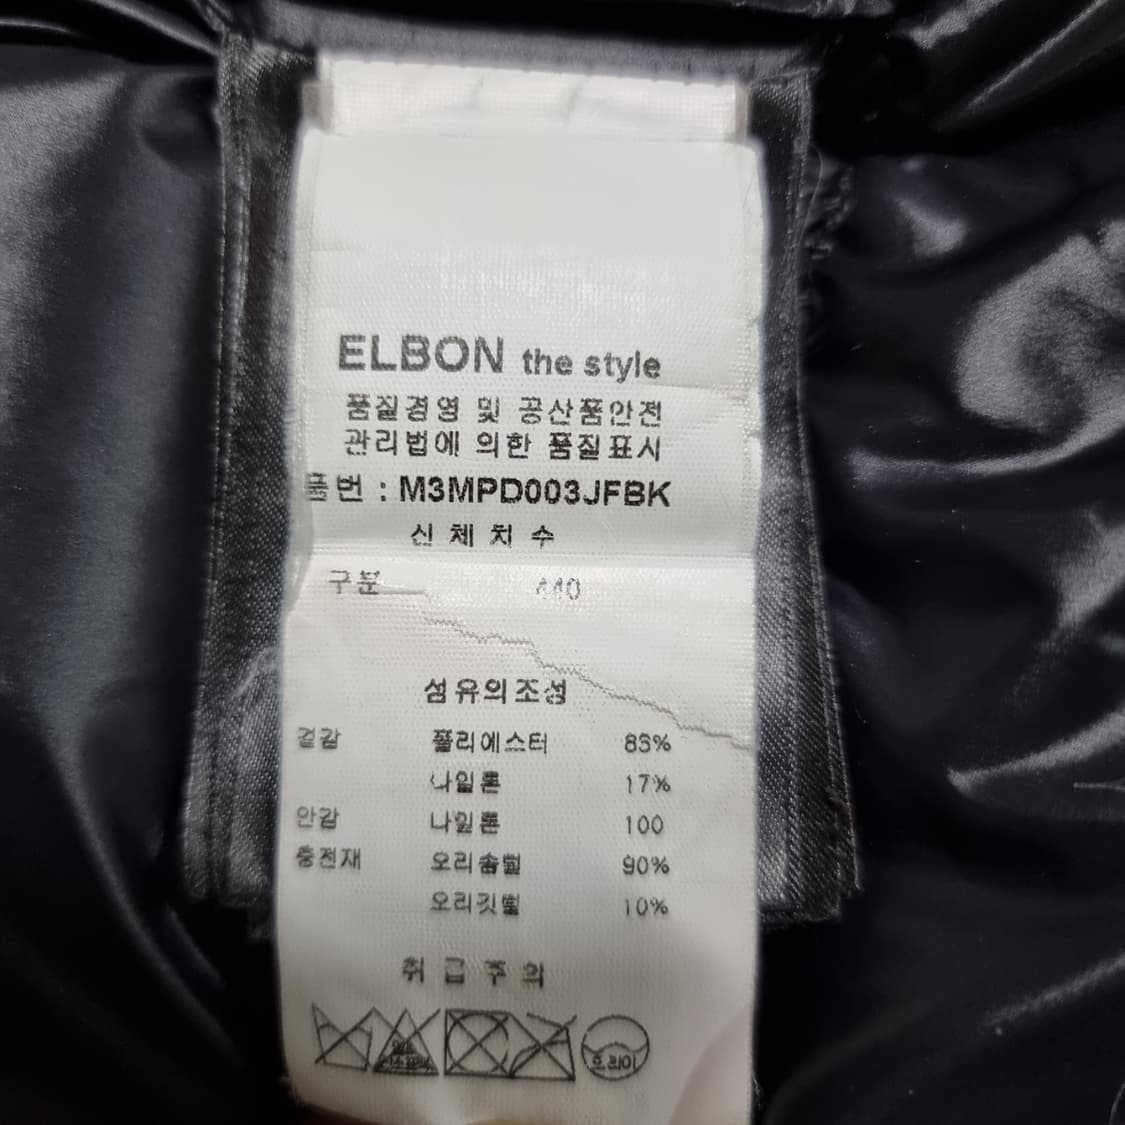 ELBON the style
품질경영 및 공산품안전
관리법에 의한 품질표시
품번 : M3MPD003JFBK
신 체 치 수
구분
섬유의조성
겉감 폴리에스터 83%
나일론 17%
안감 나일론 100
충전재 오리솜털 90%
오리깃털 10%
취 급 주 의
드라이